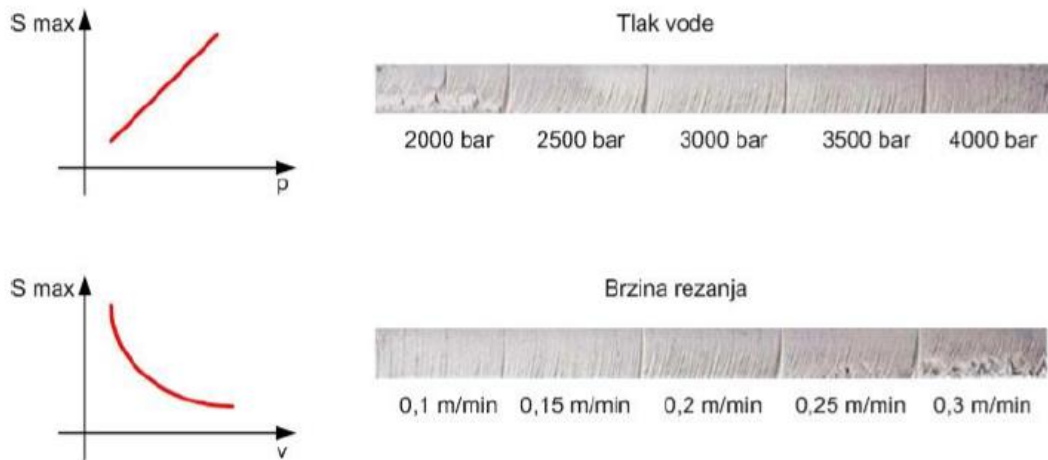 S max
p
Tlak vode
2000 bar 2500 bar 3000 bar 3500 bar 4000 bar
S max
v
Brzina rezanja
0,1 m/min 0,15 m/min 0,2 m/min 0,25 m/min 0,3 m/min